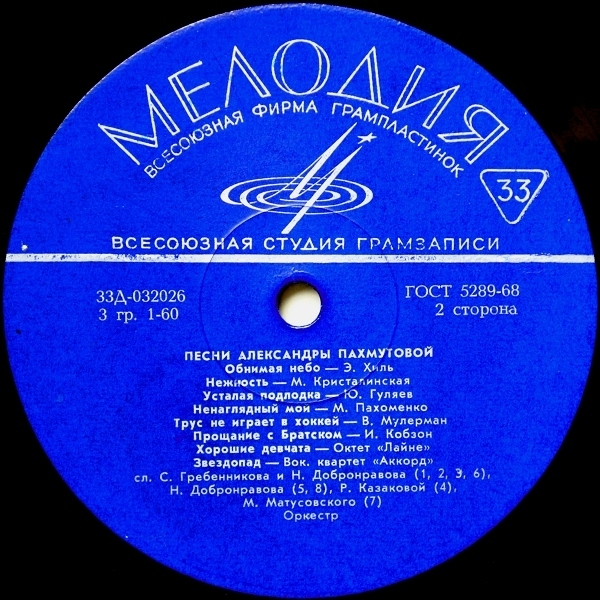 МЕЛОДИЯ
ВСЕСОЮЗНАЯ ФИРМА ГРАМПЛАСТИНОК
33
ВСЕСОЮЗНАЯ СТУДИЯ ГРАМЗАПИСИ
33Д-032026
3 гр. 1-60
ГОСТ 5289-68
2 сторона
ПЕСНИ АЛЕКСАНДРЫ ПАХМУТОВОЙ
Обнимая небо — Э. Хиль
Нежность — М. Кристалинская
Усталая подлодка — Ю. Гуляев
Ненаглядный мой — М. Пахоменко
Трус не играет в хоккей — В. Мулерман
Прощание с Братском — И. Кобзон
Хорошие девчата — Октет «Лайне»
Звездопад — Вок. квартет «Аккорд»
сл. С. Гребенникова и Н. Добронравова (1, 2, 3, 6),
Н. Добронравова (5, 8), Р. Казаковой (4),
М. Матусовского (7)
Оркестр